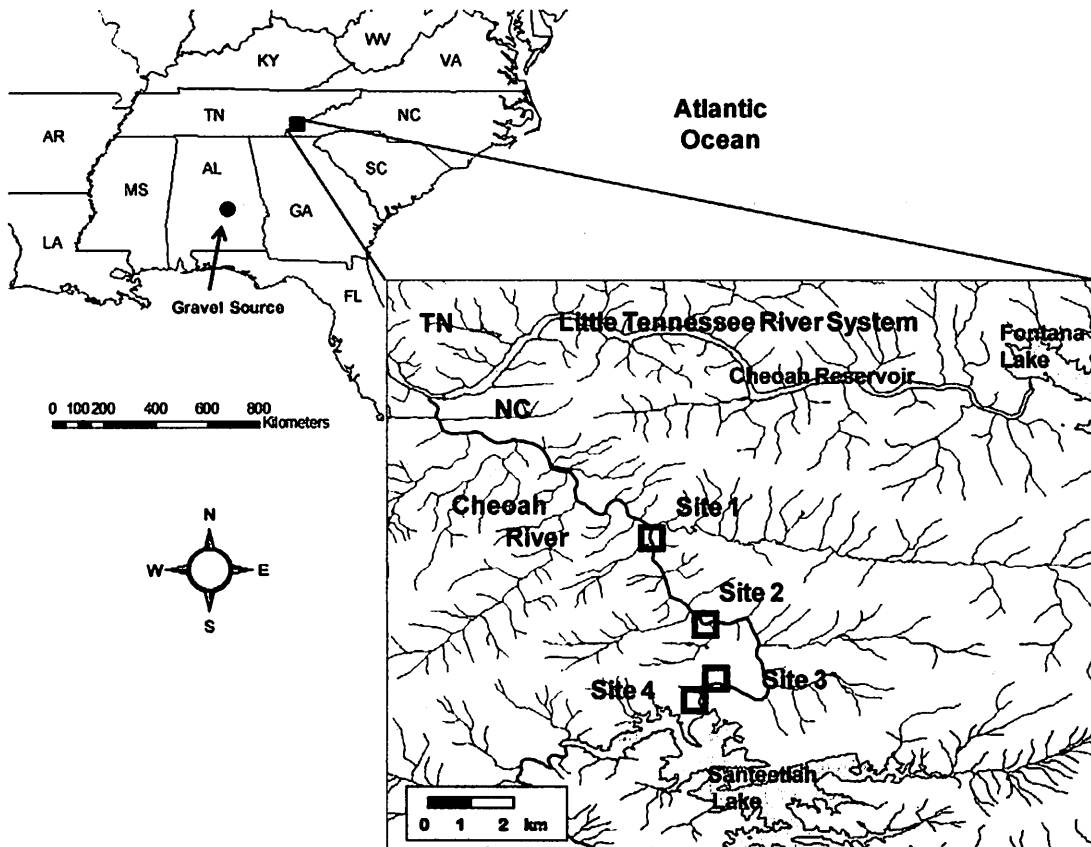 WV
KY
VA
TN
NC
Atlantic
Ocean
AR
SC
AL
MS
GA
LA
Gravel Source
FL
0 100 200 400 600 800
Kilometers
N
W E
S
TN
Little Tennessee River System
Fontana
Lake
Cheoah Reservoir
NC
Cheoah
River
Site 1
Site 2
Site 3
Site 4
Santeetlah
Lake
0 1 2 km